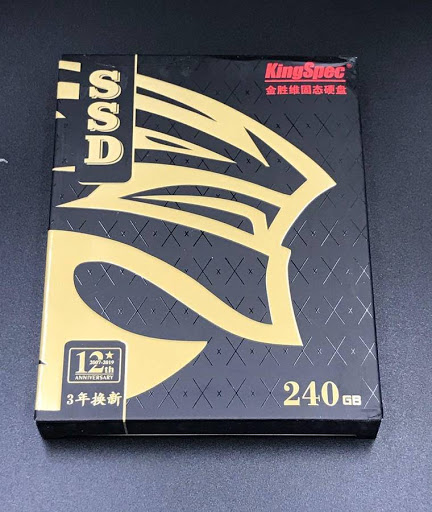 SSD
KingSpec®
金胜维固态硬盘
12th
2007-2019
ANNIVERSARY
3年换新
240GB